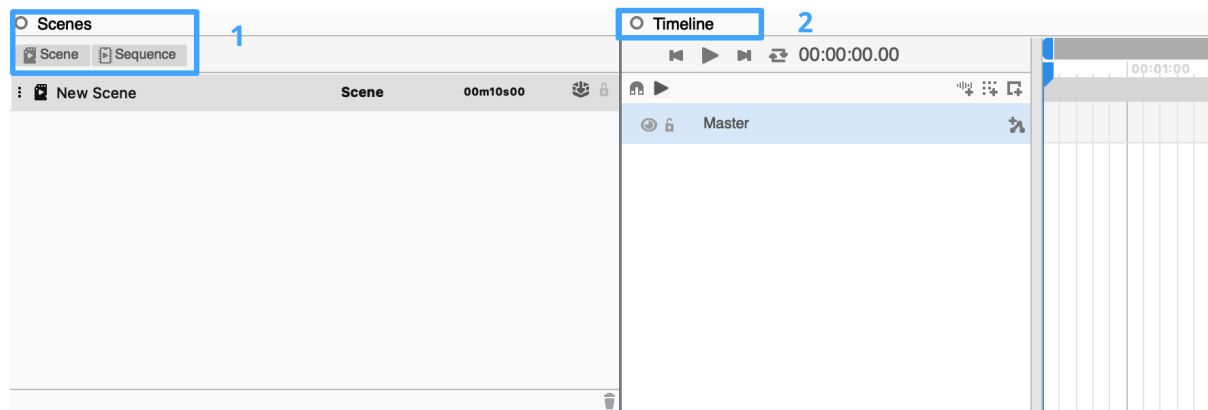 Scenes
1
Scene Sequence
New Scene Scene 00m10s00
Timeline
2
00:00:00.00
00:01:00
Master